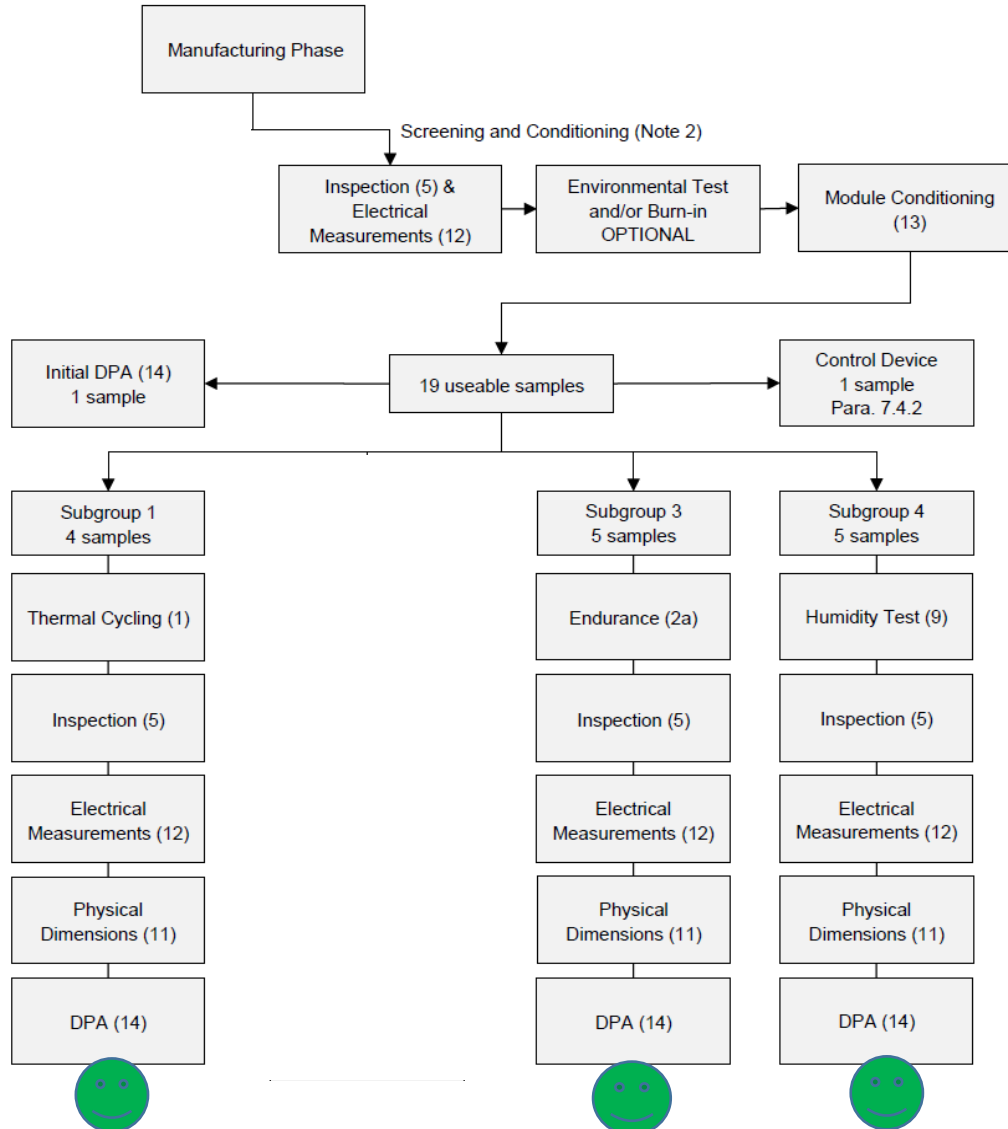 Manufacturing Phase
Screening and Conditioning (Note 2)
Inspection (5) &
Electrical
Measurements (12)
Environmental Test
and/or Burn-in
OPTIONAL
Module Conditioning
(13)
Initial DPA (14)
1 sample
19 useable samples
Control Device
1 sample
Para. 7.4.2
Subgroup 1
4 samples
Subgroup 3
5 samples
Subgroup 4
5 samples
Thermal Cycling (1)
Endurance (2a)
Humidity Test (9)
Inspection (5)
Inspection (5)
Inspection (5)
Electrical
Measurements (12)
Electrical
Measurements (12)
Electrical
Measurements (12)
Physical
Dimensions (11)
Physical
Dimensions (11)
Physical
Dimensions (11)
DPA (14)
DPA (14)
DPA (14)